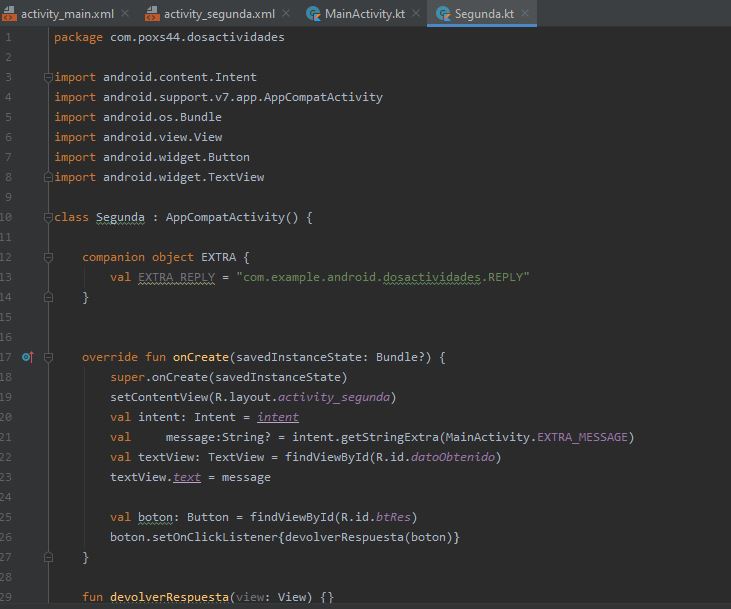 activity_main.xml activity_segunda.xml MainActivity.kt Segunda.kt
1 package com.poxs44.dosactividades
2
3 import android.content.Intent
4 import android.support.v7.app.AppCompatActivity
5 import android.os.Bundle
6 import android.view.View
7 import android.widget.Button
8 import android.widget.TextView
9
10 class Segunda : AppCompatActivity() {
11
12 companion object EXTRA {
13 val EXTRA_REPLY = "com.example.android.dosactividades.REPLY"
14 }
15
16
17 override fun onCreate(savedInstanceState: Bundle?) {
18 super.onCreate(savedInstanceState)
19 setContentView(R.layout.activity_segunda)
20 val intent: Intent = intent
21 val     message:String? = intent.getStringExtra(MainActivity.EXTRA_MESSAGE)
22 val textView: TextView = findViewById(R.id.datoObtenido)
23 textView.text = message
24
25 val boton: Button = findViewById(R.id.btRes)
26 boton.setOnClickListener{devolverRespuesta(boton)}
27 }
28
29 fun devolverRespuesta(view: View) {}